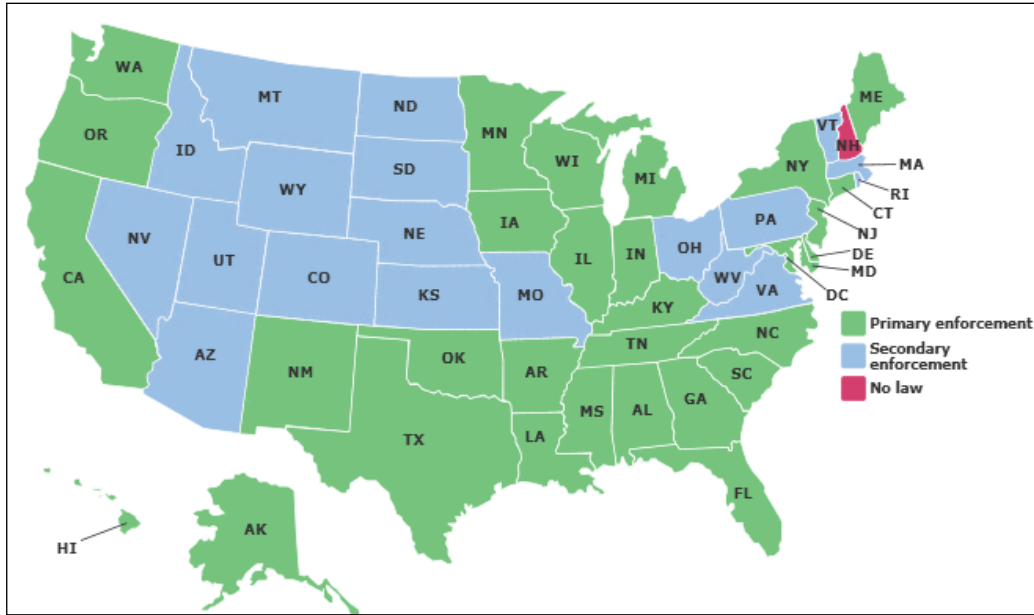 WA
ME
MT
ND
VT
MN
OR
NH
ID
WI
NY
MA
SD
MI
WY
RI
CT
IA
PA
NE
NJ
NV
OH
IN
DE
UT
IL
MD
CA
CO
WV
VA
DC
KS
MO
KY
Primary enforcement
NC
TN
Secondary
enforcement
AZ
OK
NM
AR
SC
No law
GA
MS
AL
TX
LA
FL
AK
HI